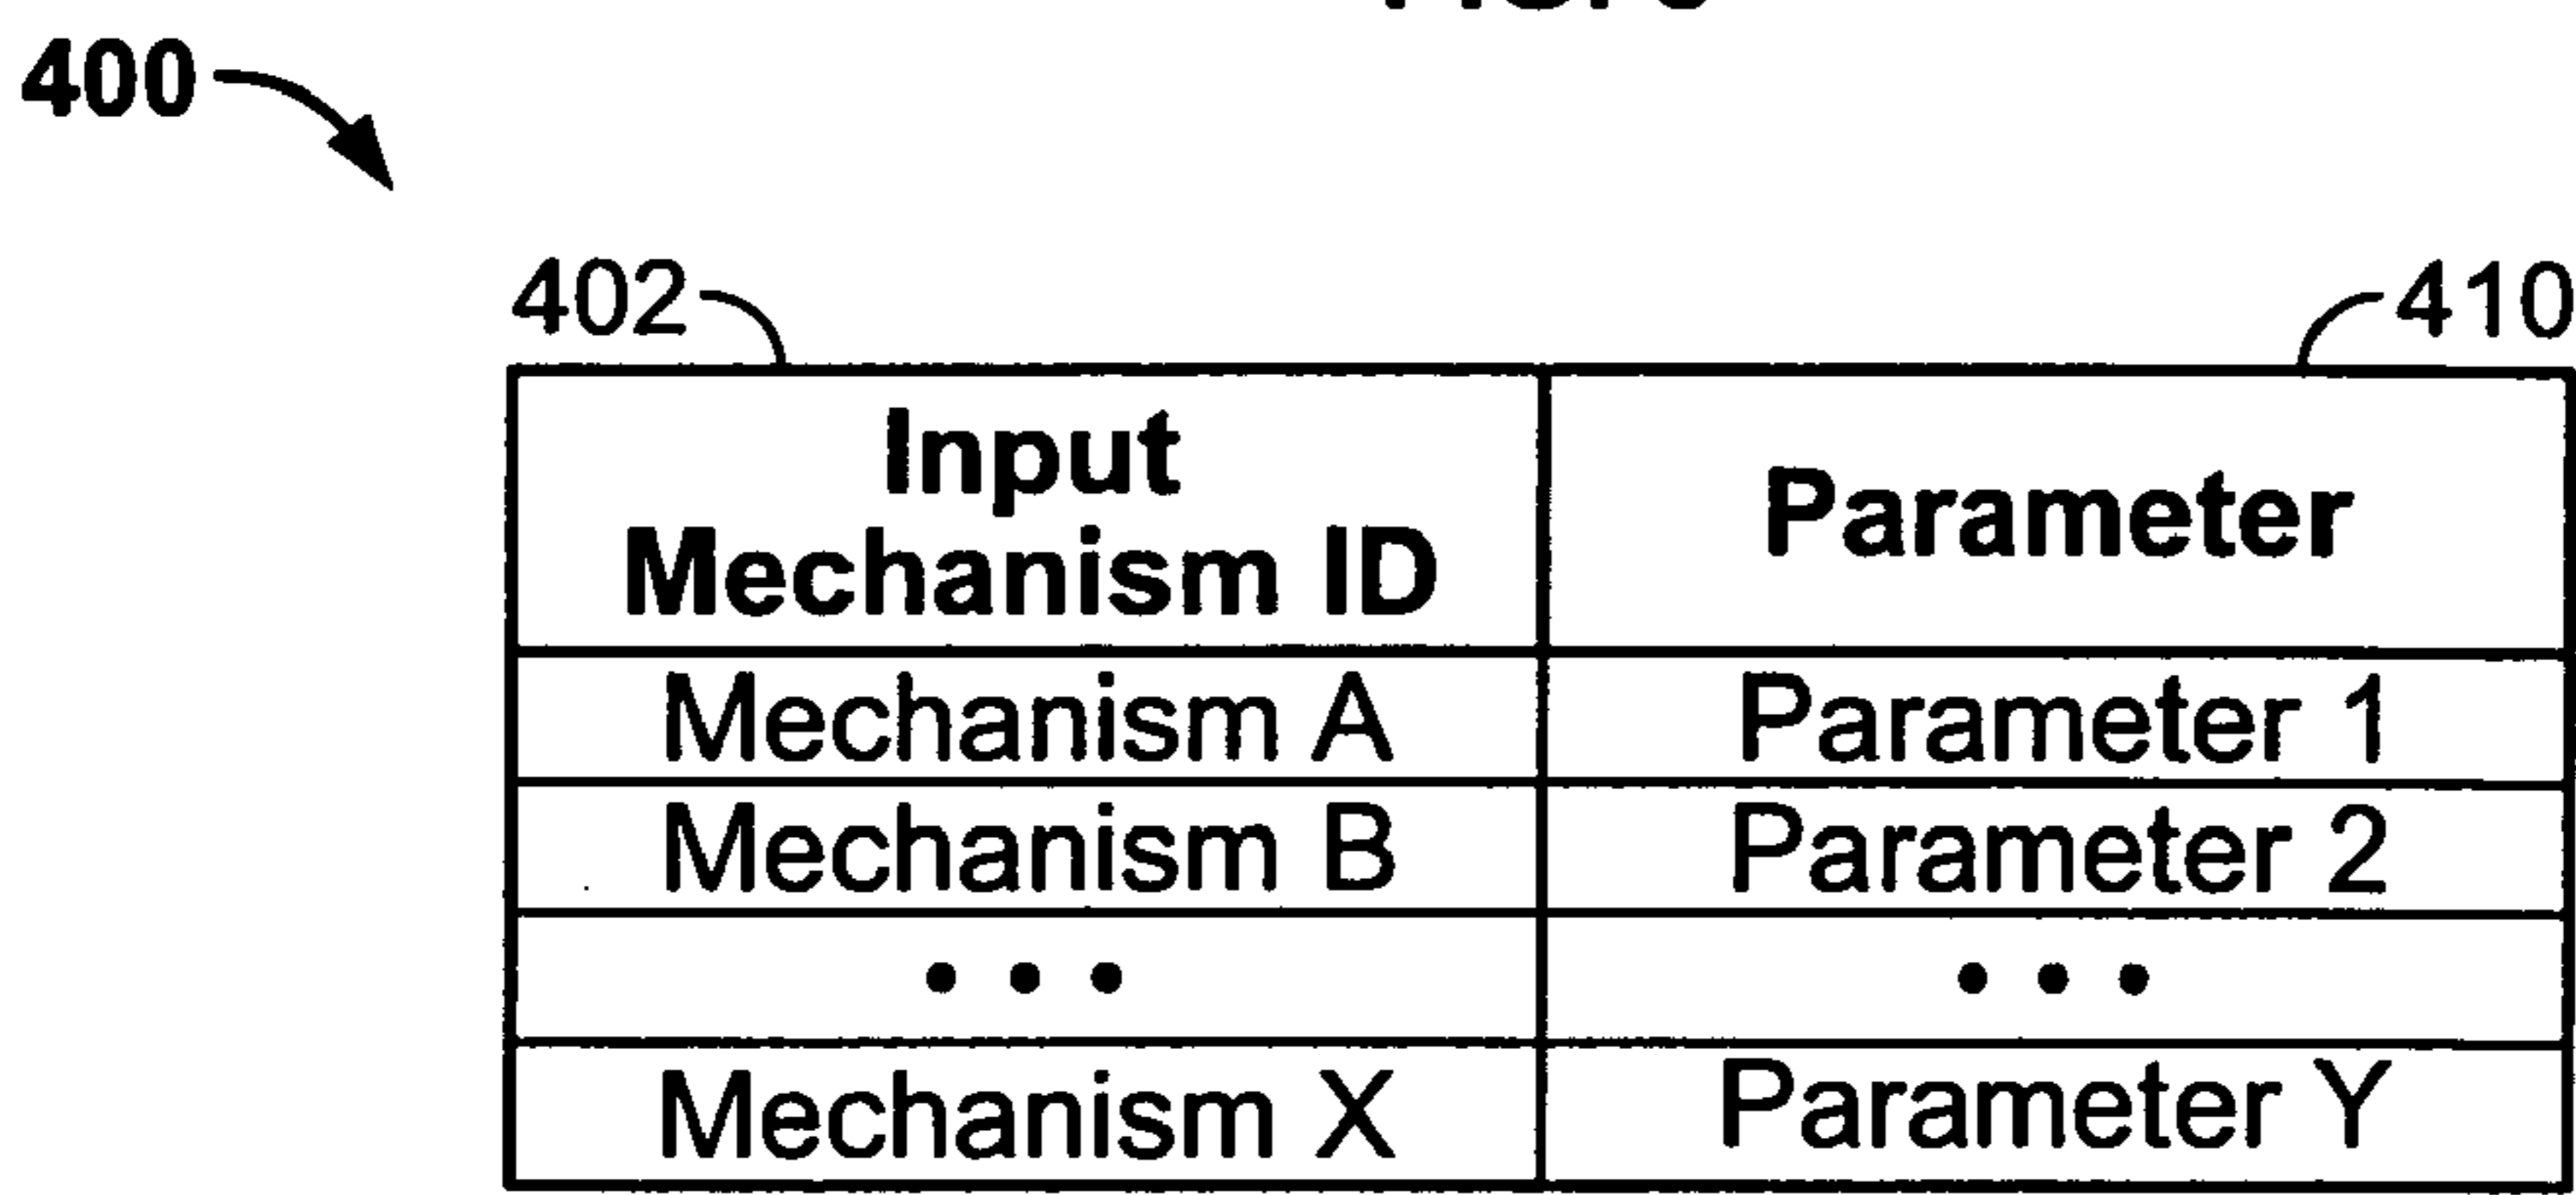 400
402
410
Input
Mechanism ID
Parameter
Mechanism A Parameter 1
Mechanism B Parameter 2
• • • • • •
Mechanism X Parameter Y